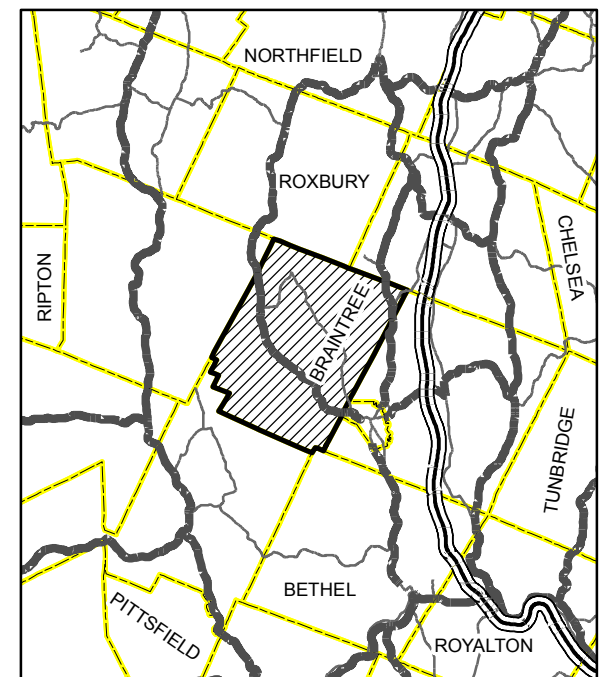 NORTHFIELD
ROXBURY
CHELSEA
RIPTON
BRAINTREE
TUNBRIDGE
BETHEL
PITTSFIELD
ROYALTON